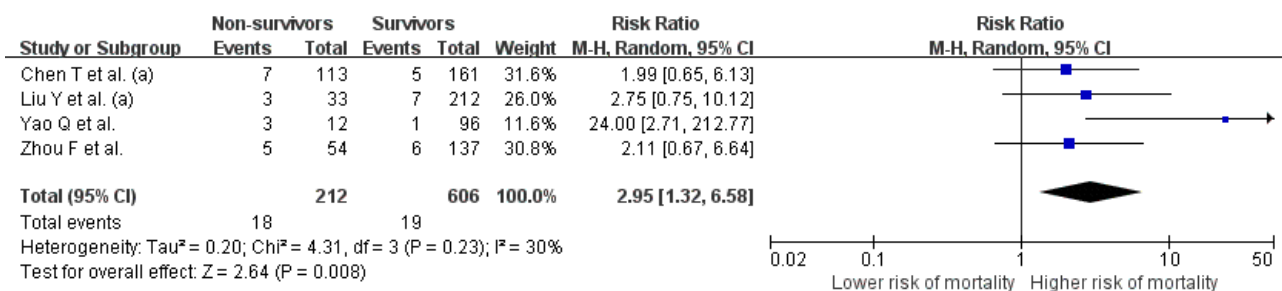 Non-survivors Survivors Risk Ratio Risk Ratio
Study or Subgroup Events Total Events Total Weight M-H, Random, 95% CI M-H, Random, 95% CI
Chen T et al. (a) 7 113 5 161 31.6% 1.99 [0.65, 6.13]
Liu Y et al. (a) 3 33 7 212 26.0% 2.75 [0.75, 10.12]
Yao Q et al. 3 12 1 96 11.6% 24.00 [2.71, 212.77]
Zhou F et al. 5 54 6 137 30.8% 2.11 [0.67, 6.64]
Total (95% CI) 212 606 100.0% 2.95 [1.32, 6.58]
Total events 18 19
Heterogeneity: Tau² = 0.20; Chi² = 4.31, df = 3 (P = 0.23); I² = 30%
Test for overall effect: Z = 2.64 (P = 0.008)
0.02 0.1 1 10 50
Lower risk of mortality Higher risk of mortality